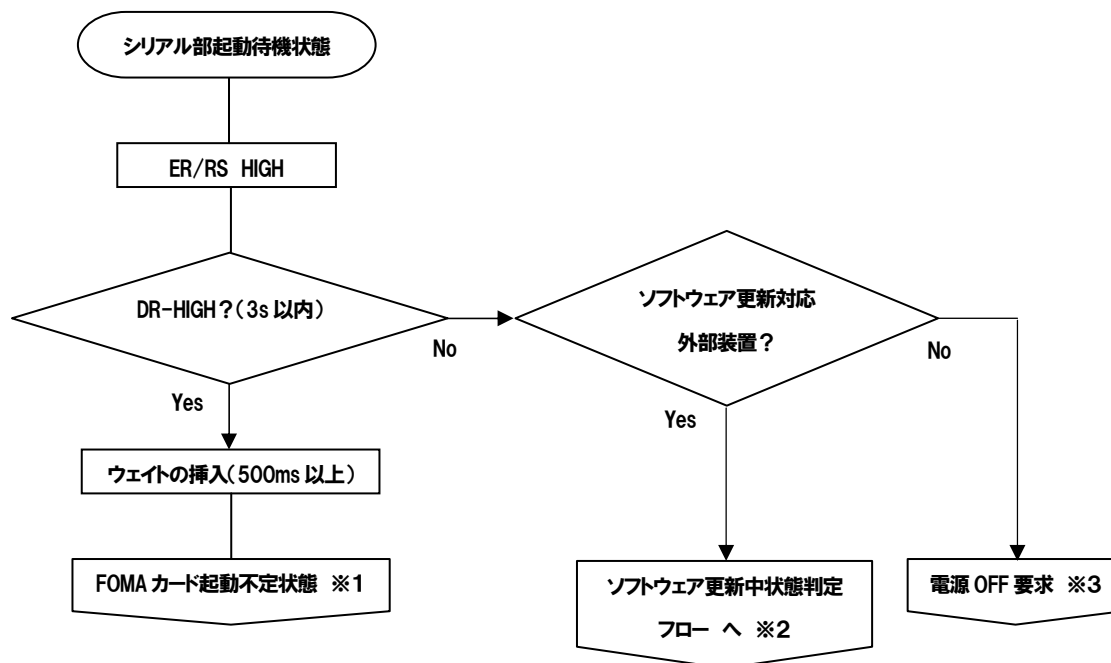 シリアル部起動待機状態
ER/RS HIGH
DR-HIGH?(3s 以内)
No
Yes
ウェイトの挿入(500ms 以上)
FOMA カード起動不定状態 ※1
ソフトウェア更新対応
外部装置?
No
Yes
ソフトウェア更新中状態判定
フロー へ ※2
電源 OFF 要求 ※3